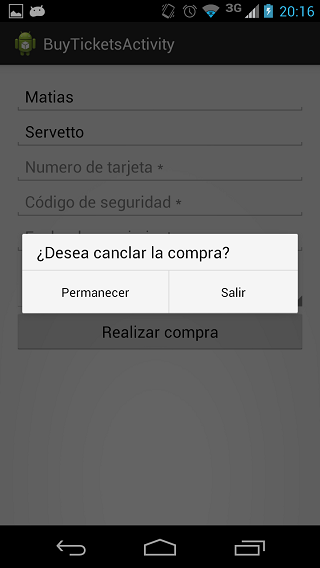 3G 20:16
BuyTicketsActivity
Matias
Servetto
Numero de tarjeta *
Código de seguridad *
¿Desea canclar la compra?
Permanecer Salir
Realizar compra